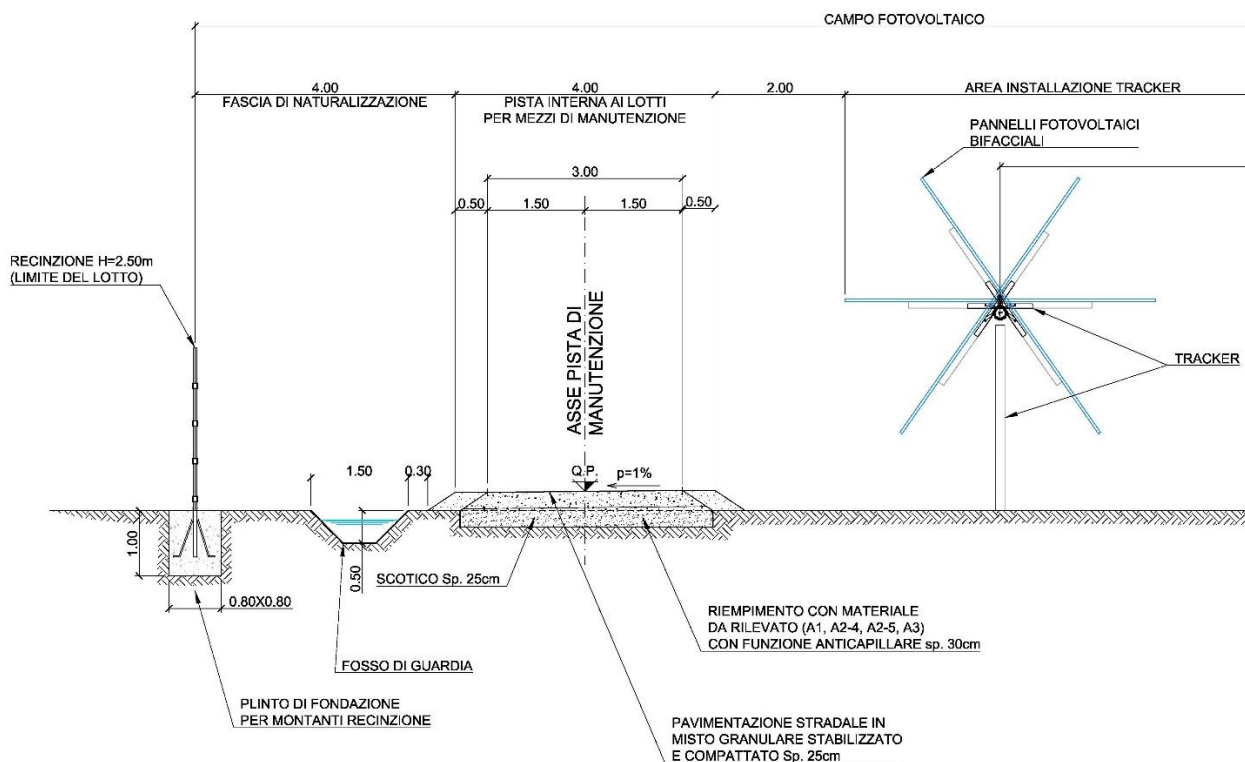 CAMPO FOTOVOLTAICO
4.00
4.00
2.00
FASCIA DI NATURALIZZAZIONE
PISTA INTERNA AI LOTTI
PER MEZZI DI MANUTENZIONE
AREA INSTALLAZIONE TRACKER
PANNELLI FOTOVOLTAICI
BIFACCIALI
3.00
0.50
1.50
1.50
0.50
RECINZIONE H=2.50m
(LIMITE DEL LOTTO)
ASSE PISTA DI
MANUTENZIONE
TRACKER
1.50
0.30
Q.P.
p=1%
1.00
0.50
SCOTICO Sp. 25cm
0.80X0.80
RIEMPIMENTO CON MATERIALE
DA RILEVATO (A1, A2-4, A2-5, A3)
CON FUNZIONE ANTICAPILLARE sp. 30cm
FOSSO DI GUARDIA
PLINTO DI FONDAZIONE
PER MONTANTI RECINZIONE
PAVIMENTAZIONE STRADALE IN
MISTO GRANULARE STABILIZZATO
E COMPATTATO Sp. 25cm